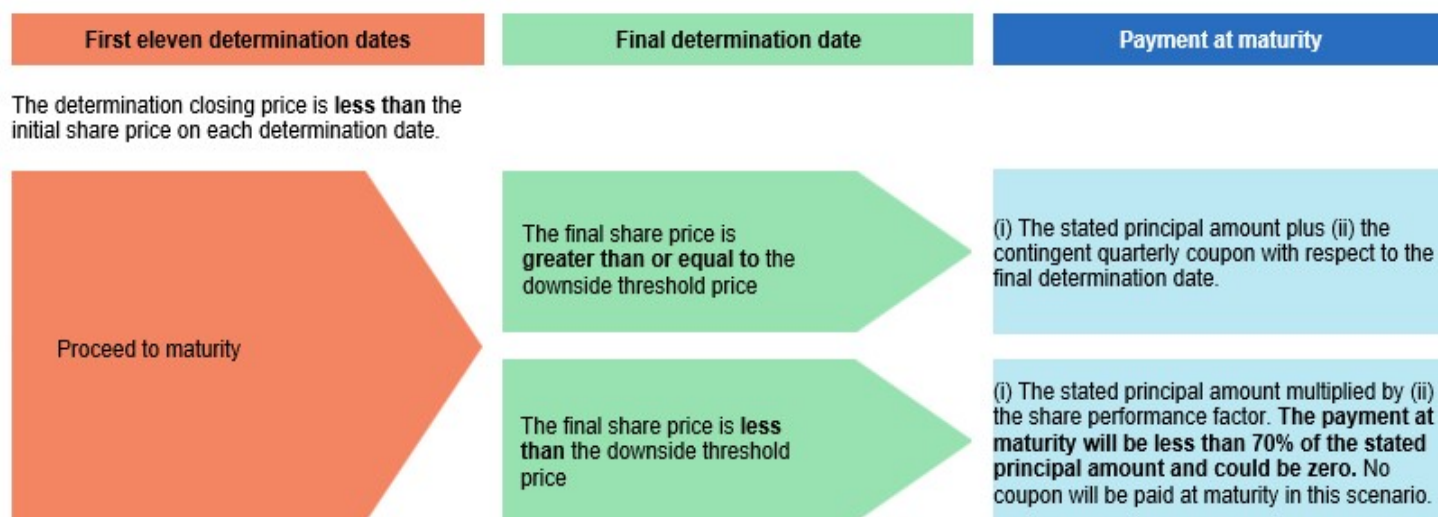 First eleven determination dates
Final determination date
Payment at maturity
The determination closing price is less than the
initial share price on each determination date.
Proceed to maturity
The final share price is
greater than or equal to the
downside threshold price
(i) The stated principal amount plus (ii) the
contingent quarterly coupon with respect to the
final determination date.
The final share price is less
than the downside threshold
price
(i) The stated principal amount multiplied by (ii)
the share performance factor. The payment at
maturity will be less than 70% of the stated
principal amount and could be zero. No
coupon will be paid at maturity in this scenario.